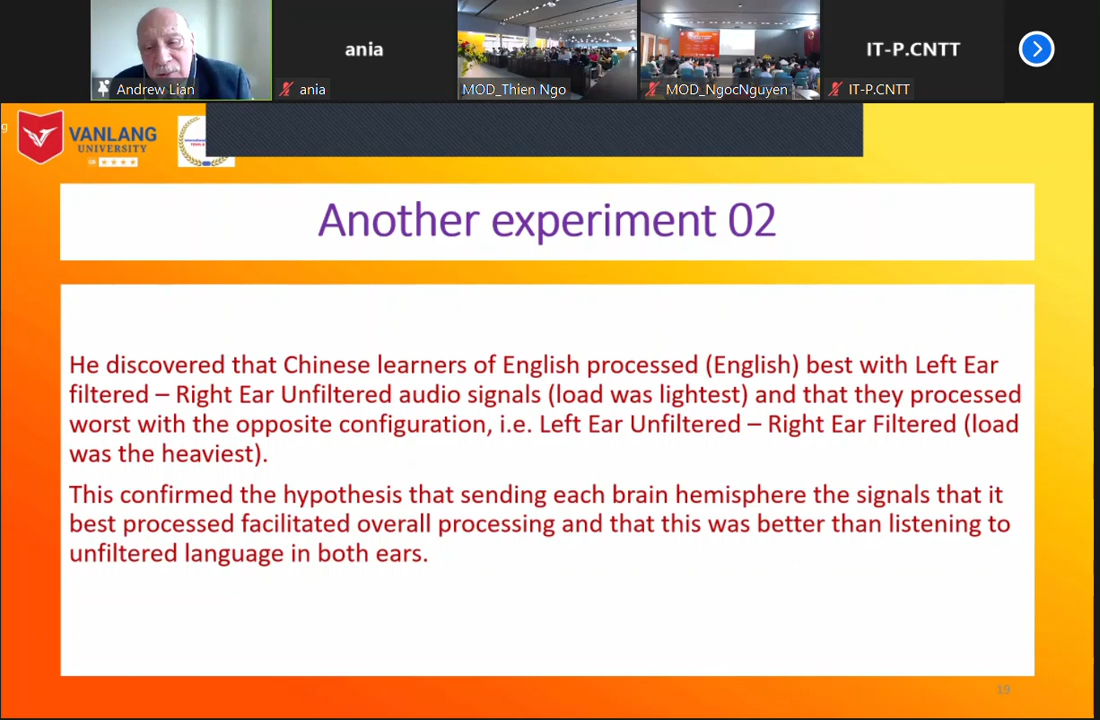 ania
IT-P.CNTT
Andrew Lian
ania
MOD_Thien Ngo
MOD_NgocNguyen
IT-P.CNTT
g
VANLANG
UNIVERSITY
Another experiment 02
He discovered that Chinese learners of English processed (English) best with Left Ear
filtered – Right Ear Unfiltered audio signals (load was lightest) and that they processed
worst with the opposite configuration, i.e. Left Ear Unfiltered – Right Ear Filtered (load
was the heaviest).
This confirmed the hypothesis that sending each brain hemisphere the signals that it
best processed facilitated overall processing and that this was better than listening to
unfiltered language in both ears.
19